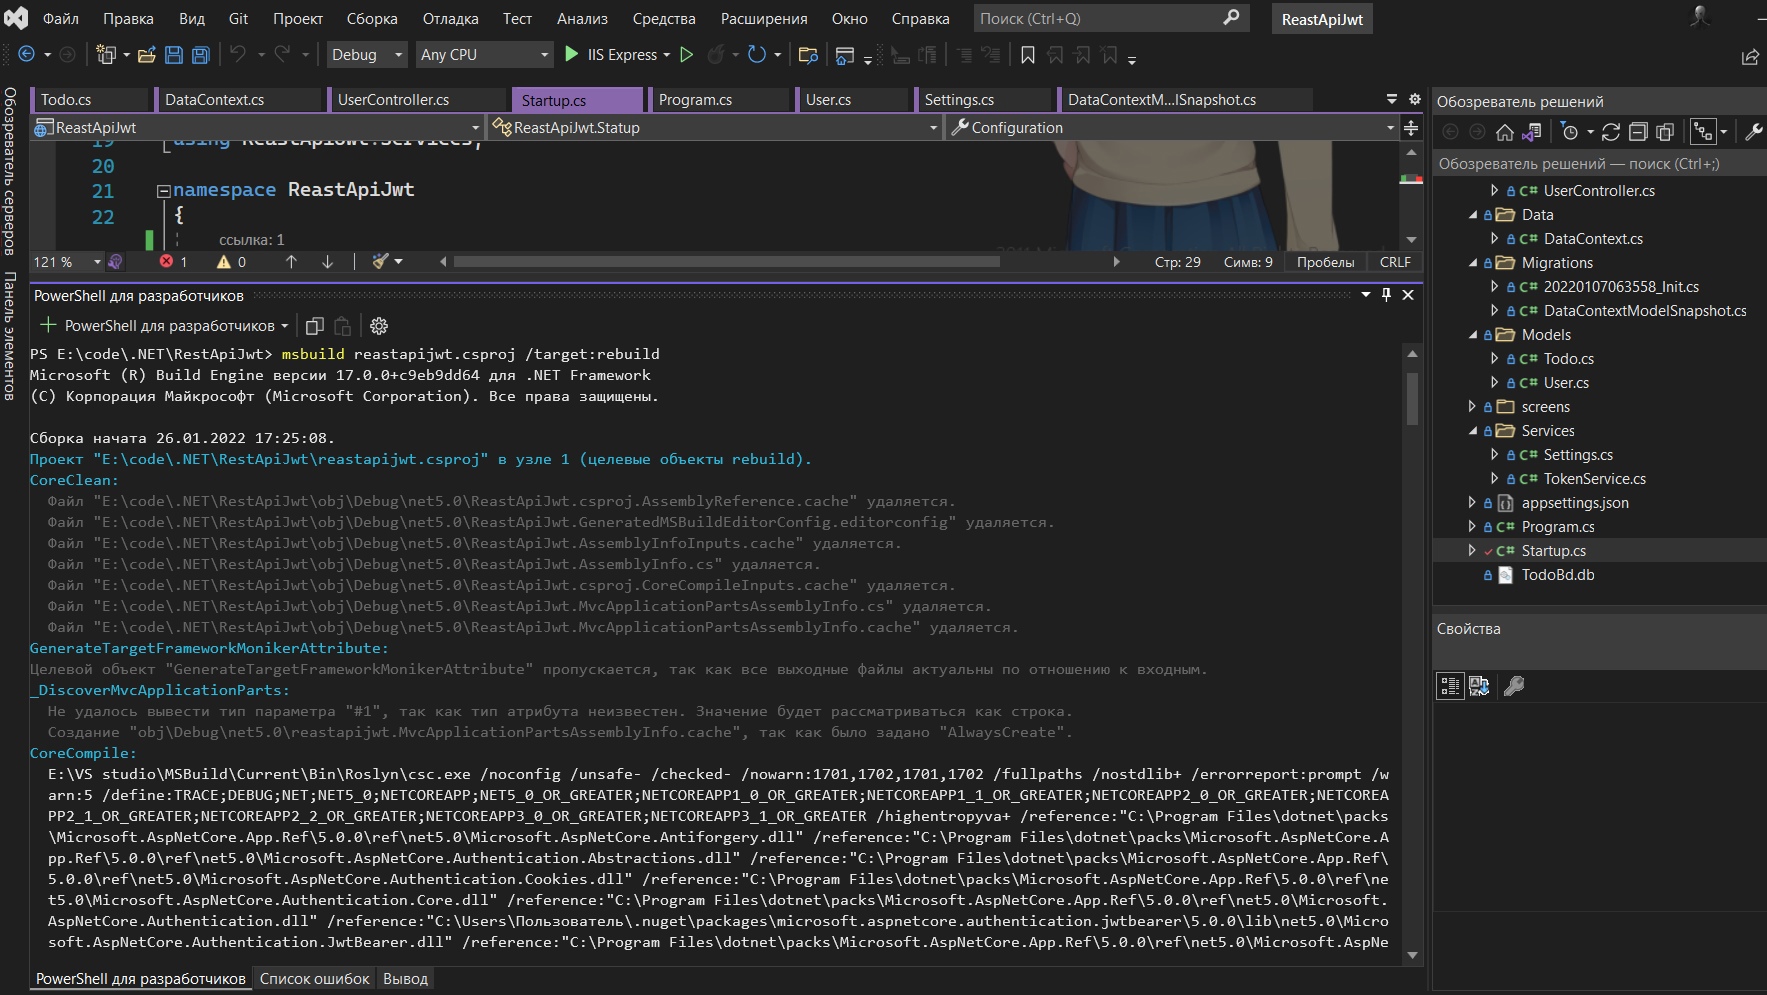 Файл Правка Вид Git Проект Сборка Отладка Тест Анализ Средства Расширения Окно Справка Поиск (Ctrl+Q) ReastApiJwt
Debug Any CPU IIS Express
Обозреватель серверов
Панель элементов
Todo.cs DataContext.cs UserController.cs Startup.cs Program.cs User.cs Settings.cs DataContextM...lSnapshot.cs
ReastApiJwt ReastApiJwt.Statup Configuration
19 using ReastApiJwt.Services;
20
21 namespace ReastApiJwt
22 {
ссылка: 1
121 % 1 0 Стр: 29 Симв: 9 Пробелы CRLF
PowerShell для разработчиков
PowerShell для разработчиков
PS E:\code\.NET\RestApiJwt> msbuild reastapijwt.csproj /target:rebuild
Microsoft (R) Build Engine версии 17.0.0+c9eb9dd64 для .NET Framework
(C) Корпорация Майкрософт (Microsoft Corporation). Все права защищены.
Сборка начата 26.01.2022 17:25:08.
Проект "E:\code\.NET\RestApiJwt\reastapijwt.csproj" в узле 1 (целевые объекты rebuild).
CoreClean:
Файл "E:\code\.NET\RestApiJwt\obj\Debug\net5.0\ReastApiJwt.csproj.AssemblyReference.cache" удаляется.
Файл "E:\code\.NET\RestApiJwt\obj\Debug\net5.0\ReastApiJwt.GeneratedMSBuildEditorConfig.editorconfig" удаляется.
Файл "E:\code\.NET\RestApiJwt\obj\Debug\net5.0\ReastApiJwt.AssemblyInfoInputs.cache" удаляется.
Файл "E:\code\.NET\RestApiJwt\obj\Debug\net5.0\ReastApiJwt.AssemblyInfo.cs" удаляется.
Файл "E:\code\.NET\RestApiJwt\obj\Debug\net5.0\ReastApiJwt.csproj.CoreCompileInputs.cache" удаляется.
Файл "E:\code\.NET\RestApiJwt\obj\Debug\net5.0\ReastApiJwt.MvcApplicationPartsAssemblyInfo.cs" удаляется.
Файл "E:\code\.NET\RestApiJwt\obj\Debug\net5.0\ReastApiJwt.MvcApplicationPartsAssemblyInfo.cache" удаляется.
GenerateTargetFrameworkMonikerAttribute:
Целевой объект "GenerateTargetFrameworkMonikerAttribute" пропускается, так как все выходные файлы актуальны по отношению к входным.
_DiscoverMvcApplicationParts:
Не удалось вывести тип параметра "#1", так как тип атрибута неизвестен. Значение будет рассматриваться как строка.
Создание "obj\Debug\net5.0\reastapijwt.MvcApplicationPartsAssemblyInfo.cache", так как было задано "AlwaysCreate".
CoreCompile:
E:\VS studio\MSBuild\Current\Bin\Roslyn\csc.exe /noconfig /unsafe- /checked- /nowarn:1701,1702,1701,1702 /fullpaths /nostdlib+ /errorreport:prompt /w
arn:5 /define:TRACE;DEBUG;NET;NET5_0;NETCOREAPP;NET5_0_OR_GREATER;NETCOREAPP1_0_OR_GREATER;NETCOREAPP1_1_OR_GREATER;NETCOREAPP2_0_OR_GREATER;NETCOREA
PP2_1_OR_GREATER;NETCOREAPP2_2_OR_GREATER;NETCOREAPP3_0_OR_GREATER;NETCOREAPP3_1_OR_GREATER /highentropyva+ /reference:"C:\Program Files\dotnet\packs
\Microsoft.AspNetCore.App.Ref\5.0.0\ref\net5.0\Microsoft.AspNetCore.Antiforgery.dll" /reference:"C:\Program Files\dotnet\packs\Microsoft.AspNetCore.A
pp.Ref\5.0.0\ref\net5.0\Microsoft.AspNetCore.Authentication.Abstractions.dll" /reference:"C:\Program Files\dotnet\packs\Microsoft.AspNetCore.App.Ref\
5.0.0\ref\net5.0\Microsoft.AspNetCore.Authentication.Cookies.dll" /reference:"C:\Program Files\dotnet\packs\Microsoft.AspNetCore.App.Ref\5.0.0\ref\ne
t5.0\Microsoft.AspNetCore.Authentication.Core.dll" /reference:"C:\Program Files\dotnet\packs\Microsoft.AspNetCore.App.Ref\5.0.0\ref\net5.0\Microsoft.
AspNetCore.Authentication.dll" /reference:"C:\Users\Пользователь\.nuget\packages\microsoft.aspnetcore.authentication.jwtbearer\5.0.0\lib\net5.0\Micro
soft.AspNetCore.Authentication.JwtBearer.dll" /reference:"C:\Program Files\dotnet\packs\Microsoft.AspNetCore.App.Ref\5.0.0\ref\net5.0\Microsoft.AspNe
PowerShell для разработчиков Список ошибок Вывод
Обозреватель решений
Обозреватель решений — поиск (Ctrl+;)
C# UserController.cs
Data
C# DataContext.cs
Migrations
C# 20220107063558_Init.cs
C# DataContextModelSnapshot.cs
Models
C# Todo.cs
C# User.cs
screens
Services
C# Settings.cs
C# TokenService.cs
appsettings.json
C# Program.cs
C# Startup.cs
TodoBd.db
Свойства